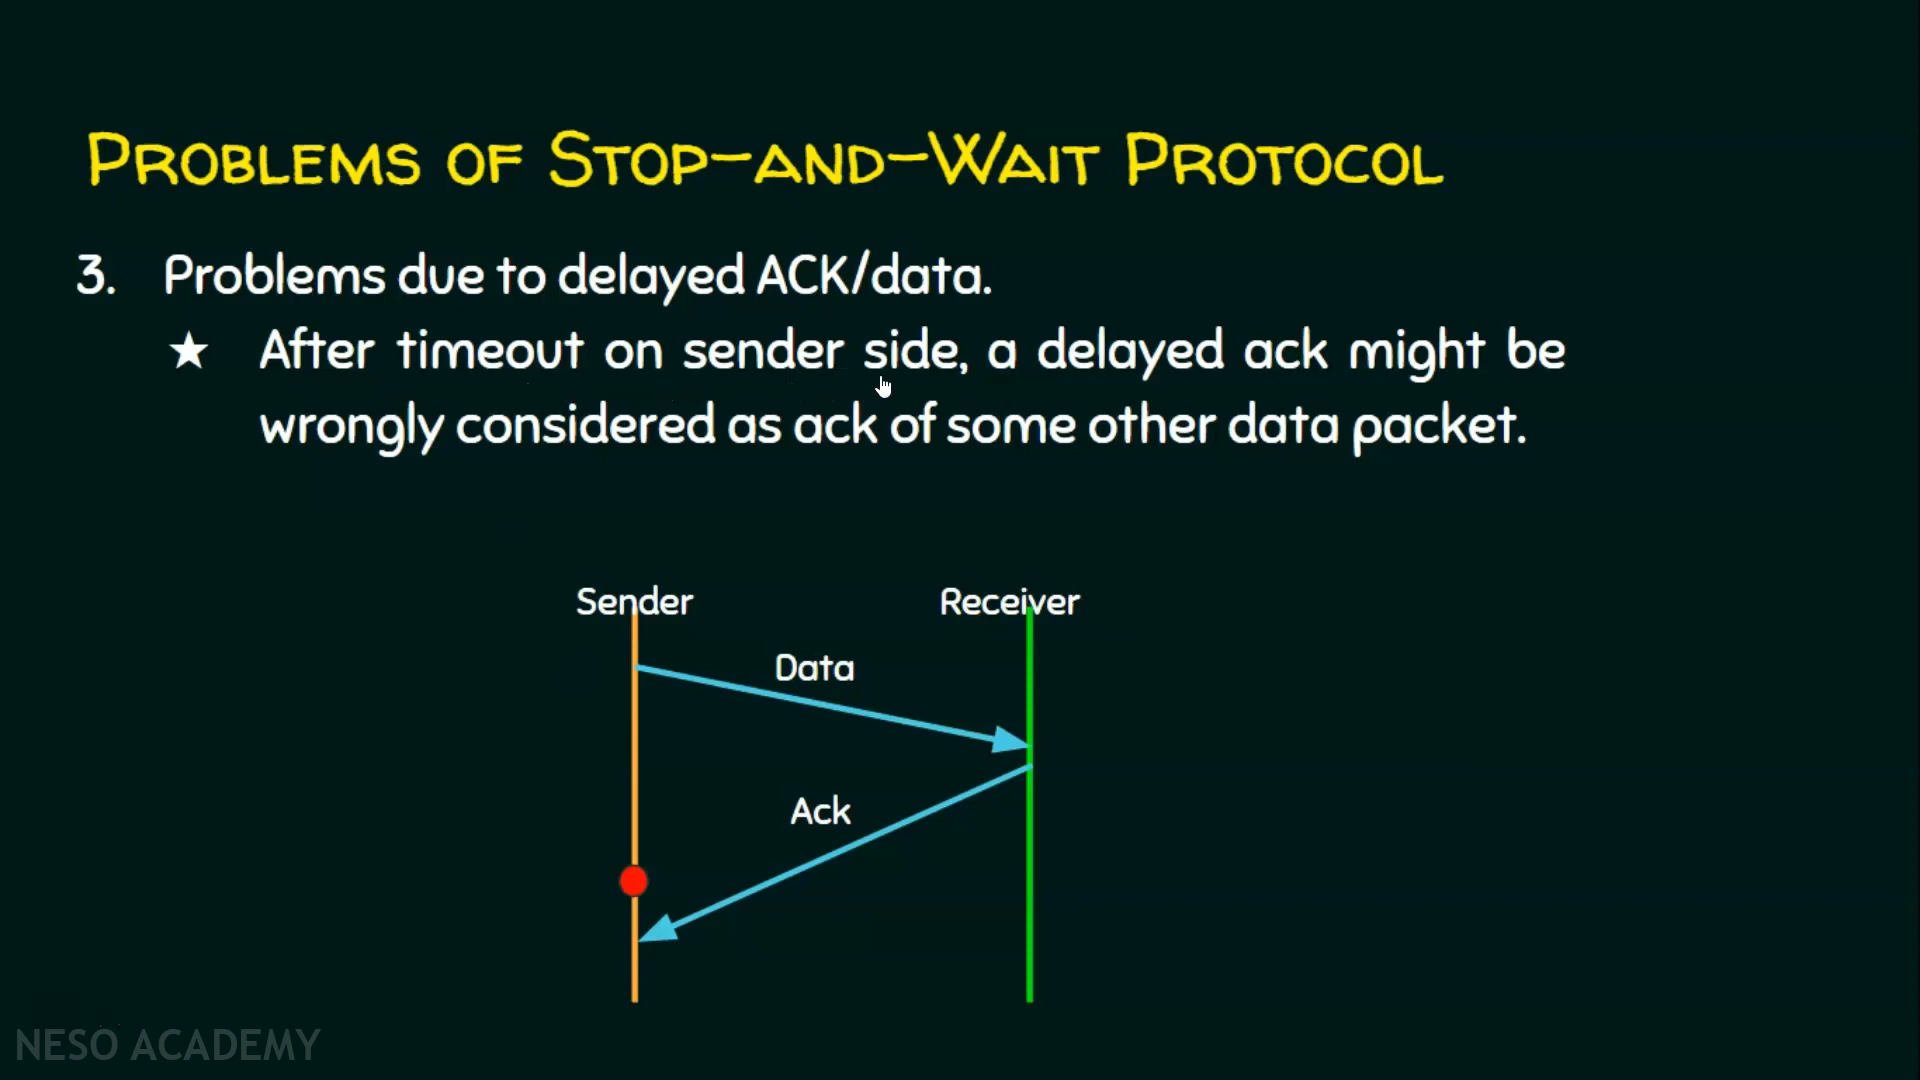 Problems of Stop-and-Wait Protocol
3. Problems due to delayed ACK/data.
★ After timeout on sender side, a delayed ack might be
wrongly considered as ack of some other data packet.
Sender Receiver
Data
Ack
NESO ACADEMY